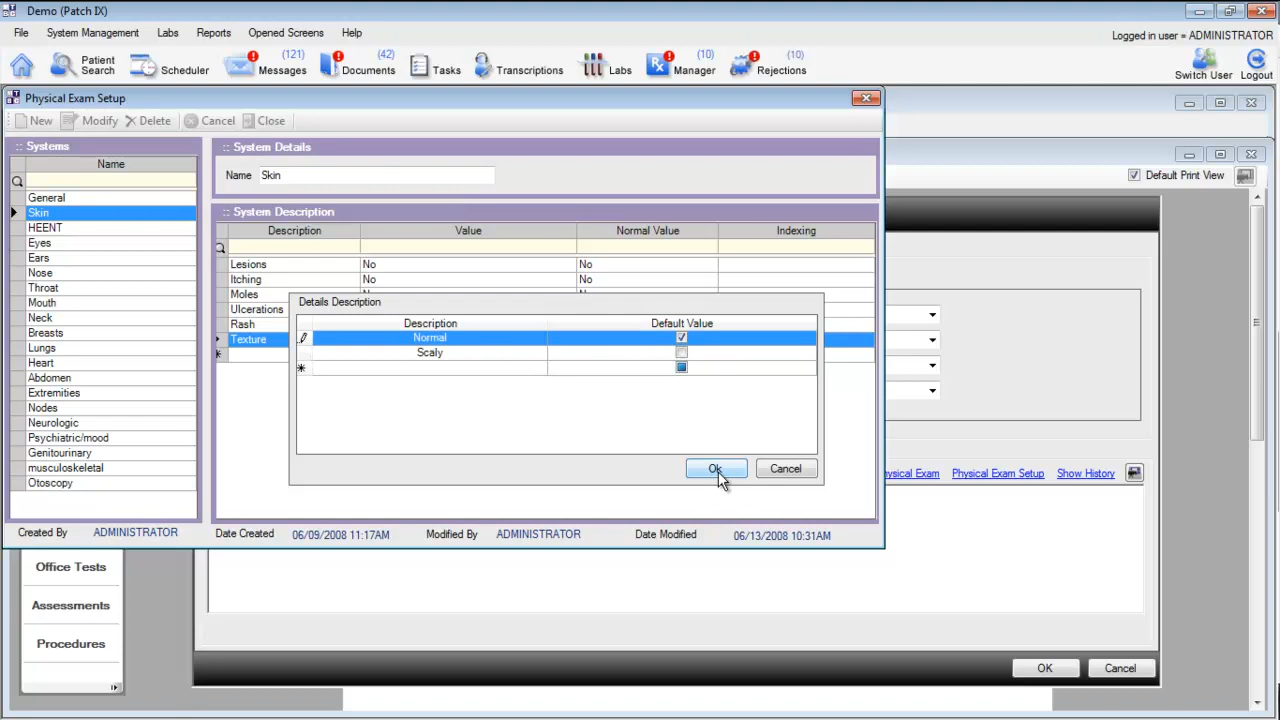 Demo (Patch IX)
File System Management Labs Reports Opened Screens Help
Logged in user = ADMINISTRATOR
Patient Search
Scheduler
(121) Messages
(42) Documents
Tasks
Transcriptions
Labs
(10) Manager
(10) Rejections
Switch User
Logout
Physical Exam Setup
New Modify Delete Cancel Close
Default Print View
:: Systems
Name
General
Skin
HEENT
Eyes
Ears
Nose
Throat
Mouth
Neck
Breasts
Lungs
Heart
Abdomen
Extremities
Nodes
Neurologic
Psychiatric/mood
Genitourinary
musculoskeletal
Otoscopy
:: System Details
Name Skin
:: System Description
Description Value Normal Value Indexing
Lesions No No
Itching No No
Moles
Ulcerations
Rash
Texture
Details Description
Description Default Value
Normal
Scaly
Ok Cancel
ysical Exam Physical Exam Setup Show History
Created By ADMINISTRATOR Date Created 06/09/2008 11:17AM Modified By ADMINISTRATOR Date Modified 06/13/2008 10:31AM
Office Tests
Assessments
Procedures
OK Cancel